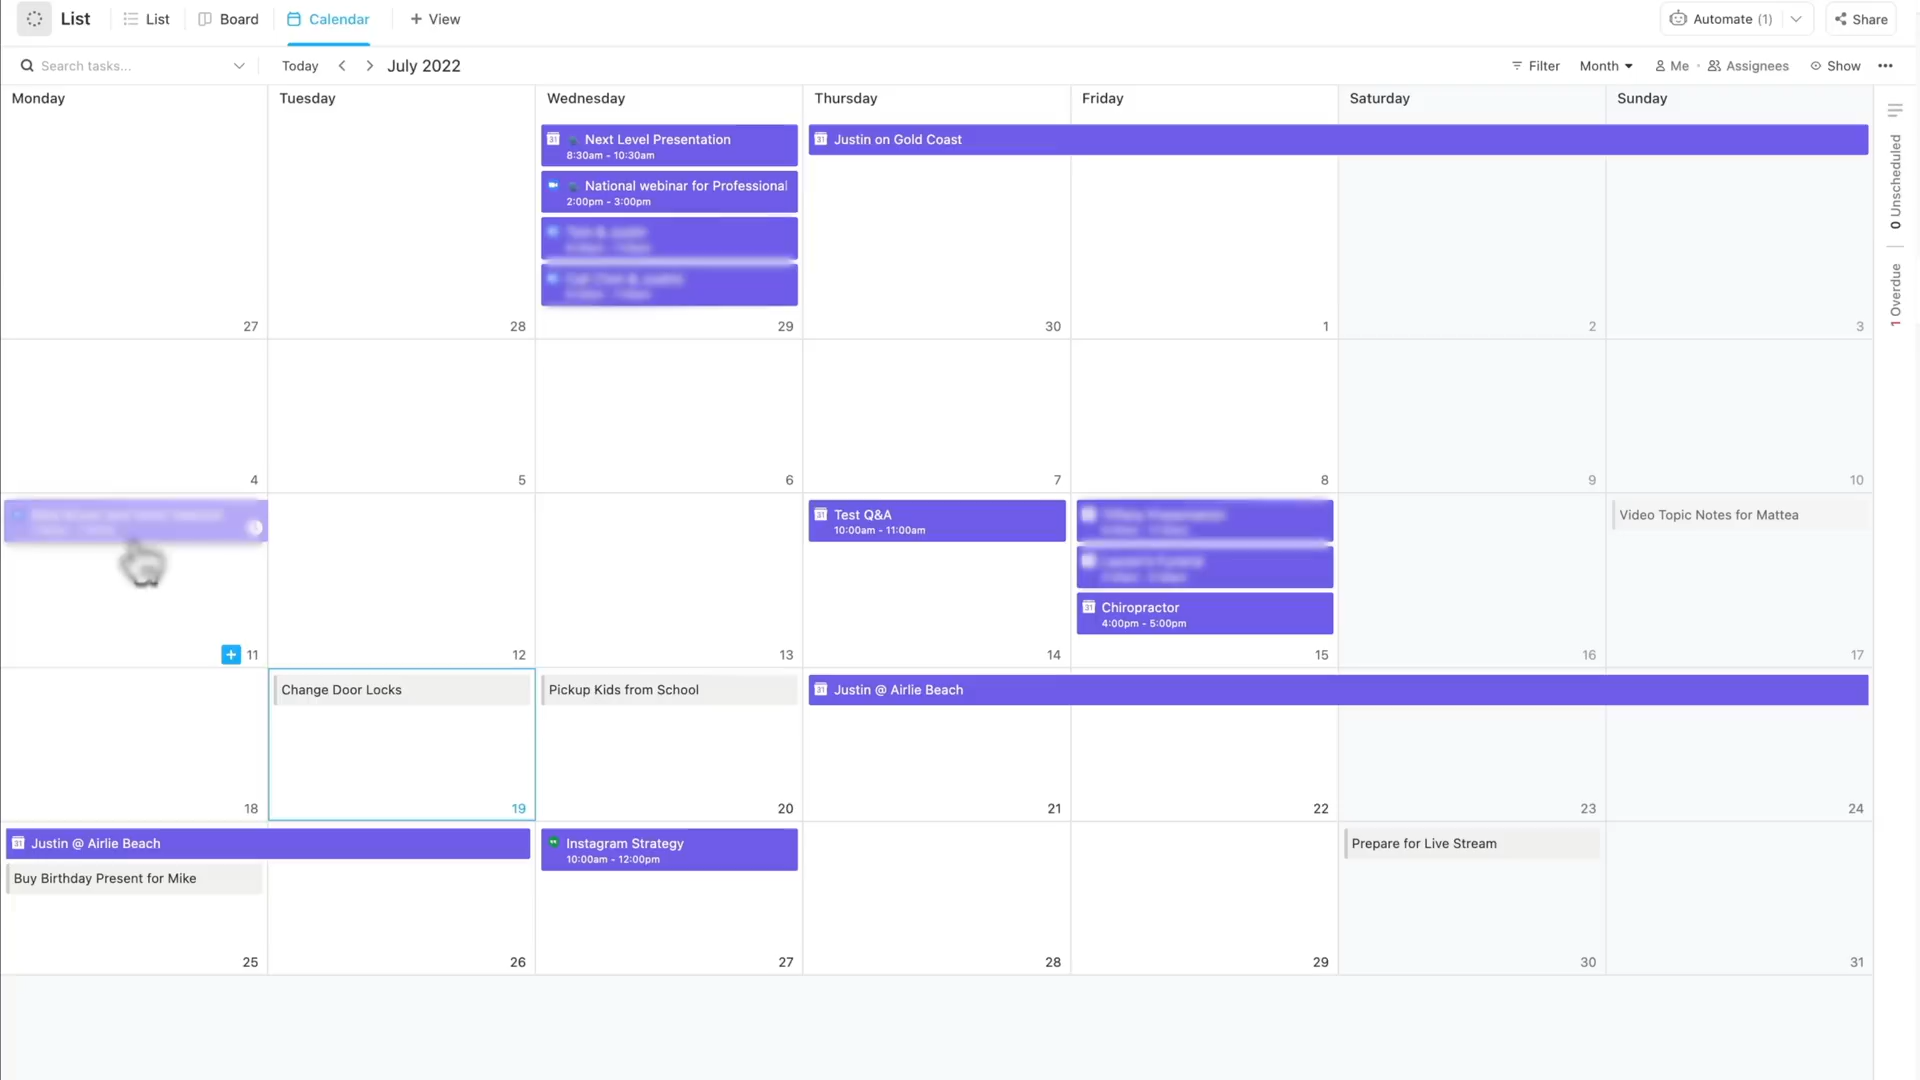 List
List
Board
Calendar
+ View
Automate (1)
Share
Search tasks...
Today
July 2022
Filter
Month
Me
Assignees
Show
Monday
Tuesday
Wednesday
Thursday
Friday
Saturday
Sunday
31 Next Level Presentation
8:30am - 10:30am
31 Justin on Gold Coast
National webinar for Professional
2:00pm - 3:00pm
0 Unscheduled
1 Overdue
27
28
29
30
1
2
3
4
5
6
7
8
9
10
31 Test Q&A
10:00am - 11:00am
Video Topic Notes for Mattea
31 Chiropractor
4:00pm - 5:00pm
+ 11
12
13
14
15
16
17
Change Door Locks
Pickup Kids from School
31 Justin @ Airlie Beach
18
19
20
21
22
23
24
31 Justin @ Airlie Beach
Instagram Strategy
10:00am - 12:00pm
Prepare for Live Stream
Buy Birthday Present for Mike
25
26
27
28
29
30
31